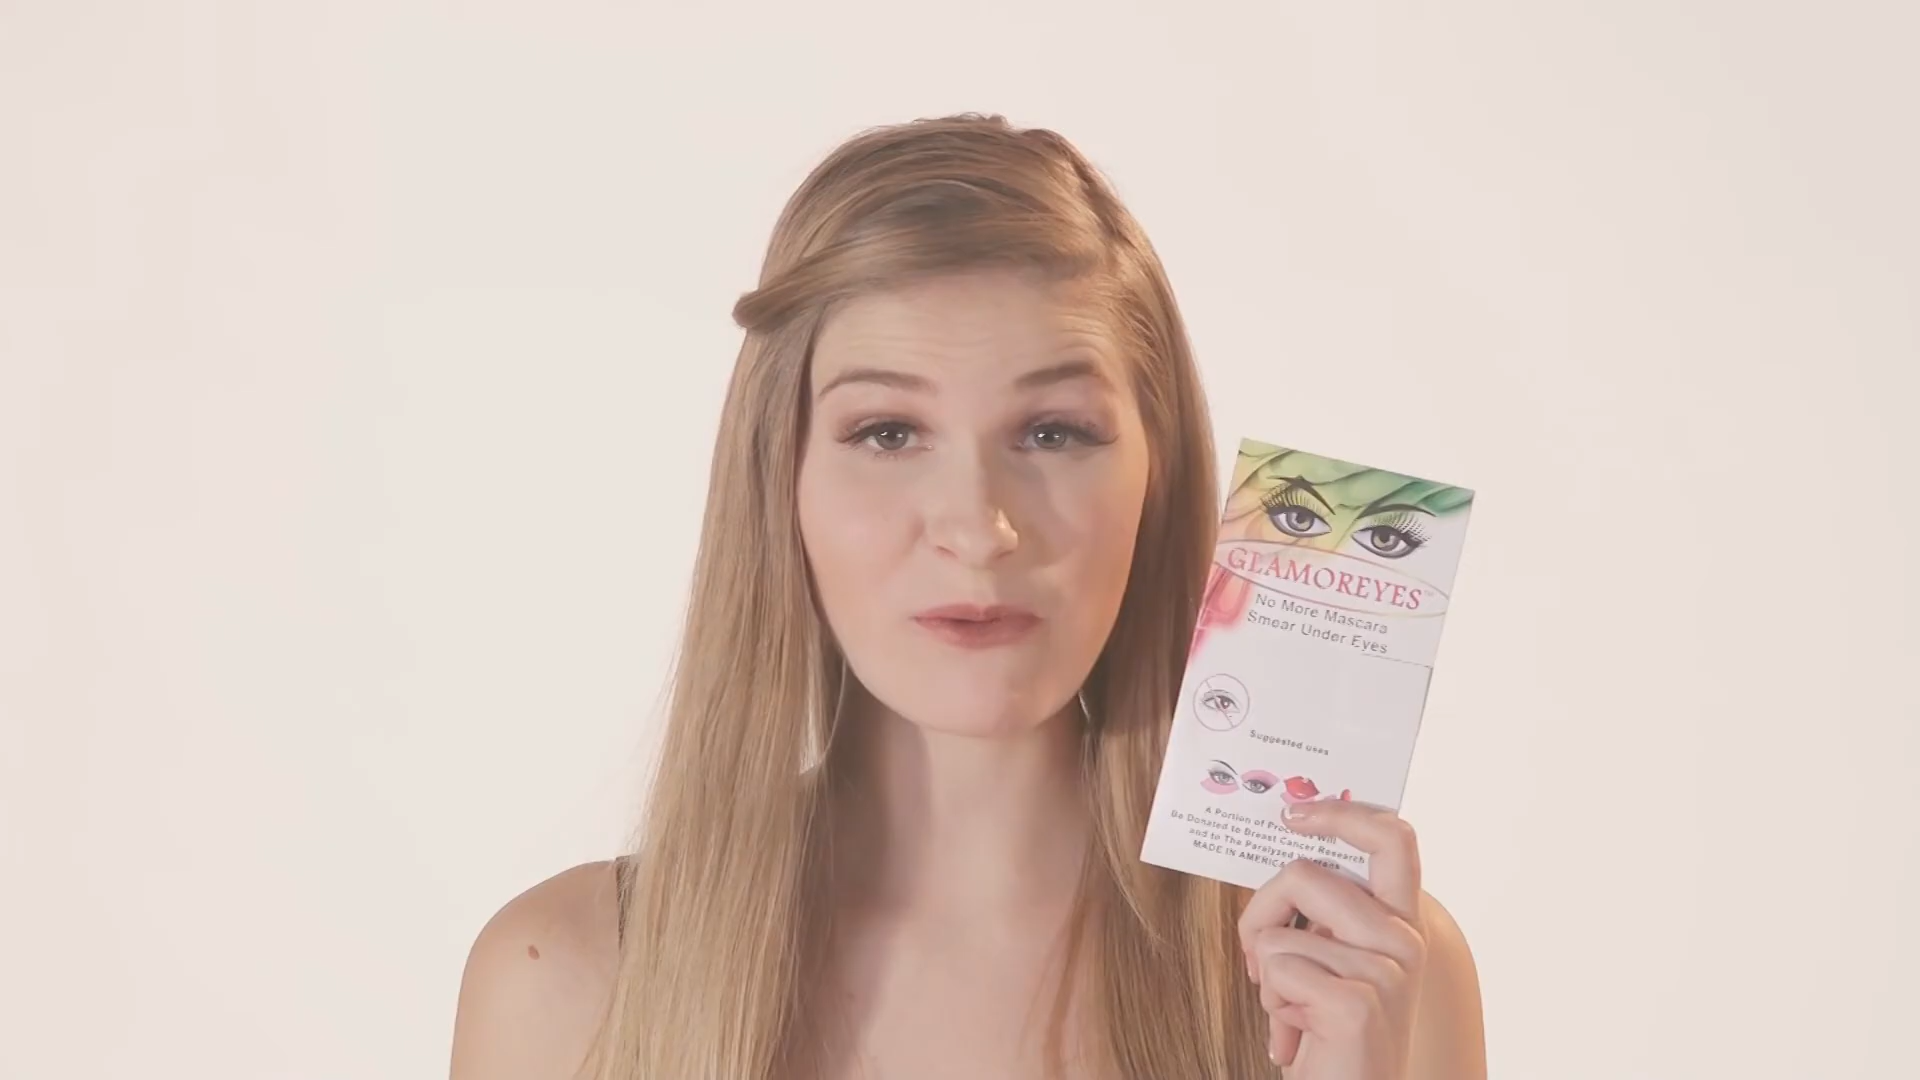 GLAMOREYES™
No More Mascara
Smear Under Eyes
Suggested uses
A Portion of Proceeds Will
Be Donated to Breast Cancer Research
and to The Paralyzed Veterans
MADE IN AMERICA